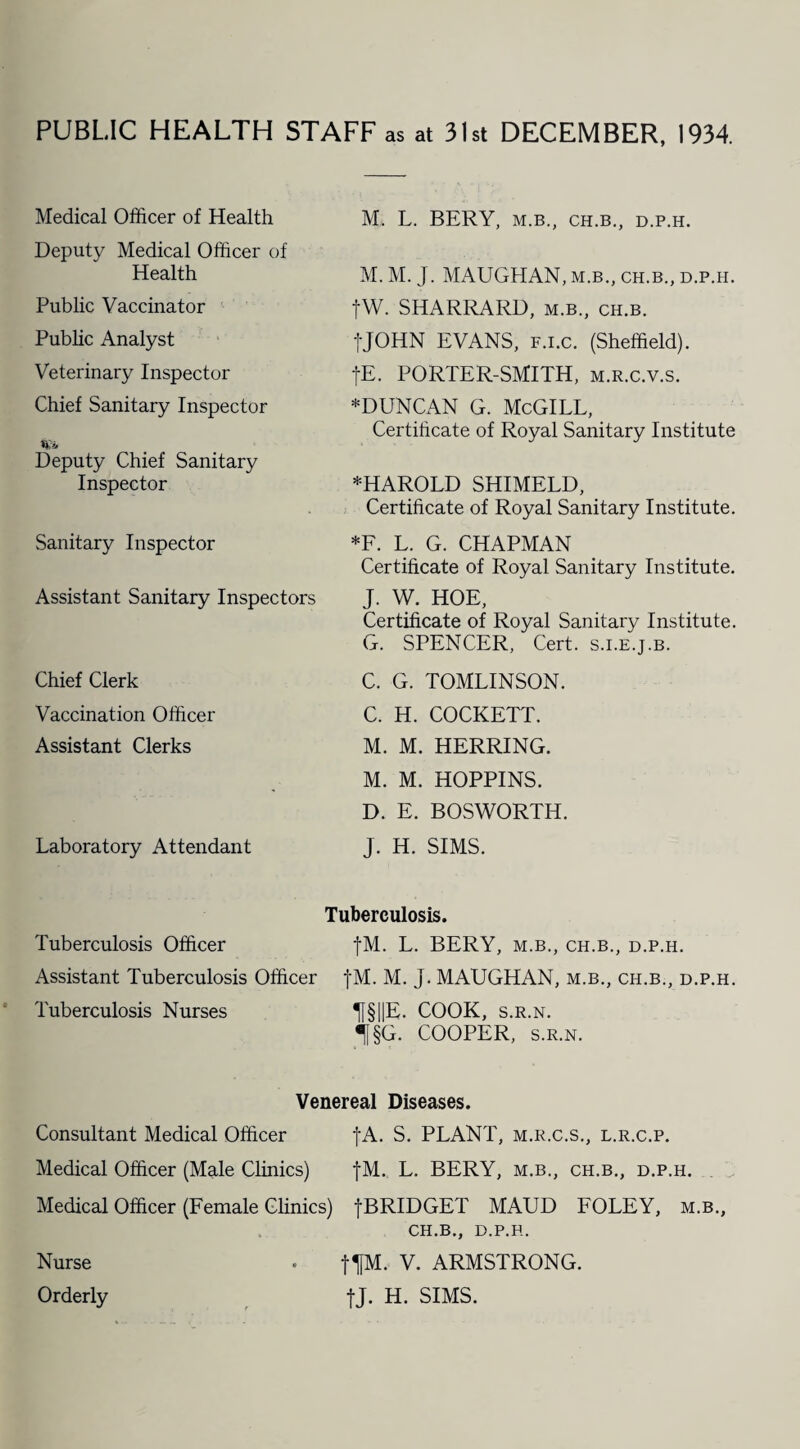 PUBLIC HEALTH STAFF as at 31st DECEMBER, 1934.
Medical Officer of Health M. L. BERY, M.B., CH.B., D.P.H.
Deputy Medical Officer of
Health M. M. J. MAUGHAN, M.B., CH.B., D.P.H.
Public Vaccinator †W. SHARRARD, M.B., CH.B.
Public Analyst †JOHN EVANS, F.I.C. (Sheffield).
Veterinary Inspector †E. PORTER-SMITH, M.R.C.V.S.
Chief Sanitary Inspector *DUNCAN G. McGILL,
Certificate of Royal Sanitary Institute
Deputy Chief Sanitary
Inspector *HAROLD SHIMELD,
Certificate of Royal Sanitary Institute.
Sanitary Inspector *F. L. G. CHAPMAN
Certificate of Royal Sanitary Institute.
Assistant Sanitary Inspectors J. W. HOE,
Certificate of Royal Sanitary Institute.
G. SPENCER, Cert. S.I.E.J.B.
Chief Clerk C. G. TOMLINSON.
Vaccination Officer C. H. COCKETT.
Assistant Clerks M. M. HERRING.
M. M. HOPPINS.
D. E. BOSWORTH.
Laboratory Attendant J. H. SIMS.
Tuberculosis.
Tuberculosis Officer †M. L. BERY, M.B., CH.B., D.P.H.
Assistant Tuberculosis Officer †M. M. J. MAUGHAN, M.B., CH.B., D.P.H.
Tuberculosis Nurses ¶§||E. COOK, S.R.N.
¶§G. COOPER, S.R.N.
Venereal Diseases.
Consultant Medical Officer †A. S. PLANT, M.R.C.S., L.R.C.P.
Medical Officer (Male Clinics) †M. L. BERY, M.B., CH.B., D.P.H.
Medical Officer (Female Clinics) †BRIDGET MAUD FOLEY, M.B.,
CH.B., D.P.H.
Nurse †¶M. V. ARMSTRONG.
Orderly †J. H. SIMS.